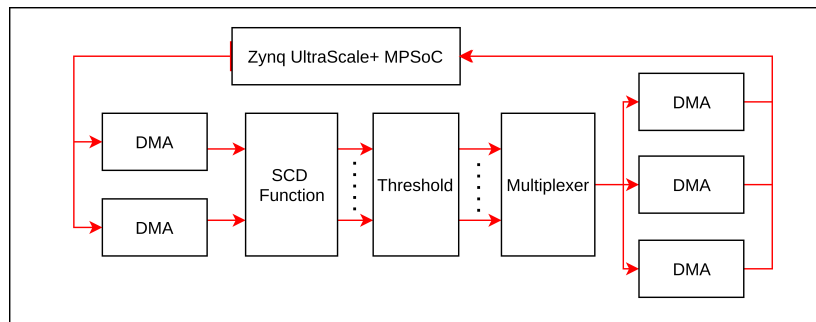 Zynq UltraScale+ MPSoC
DMA
DMA
SCD
Function
Threshold
Multiplexer
DMA
DMA
DMA